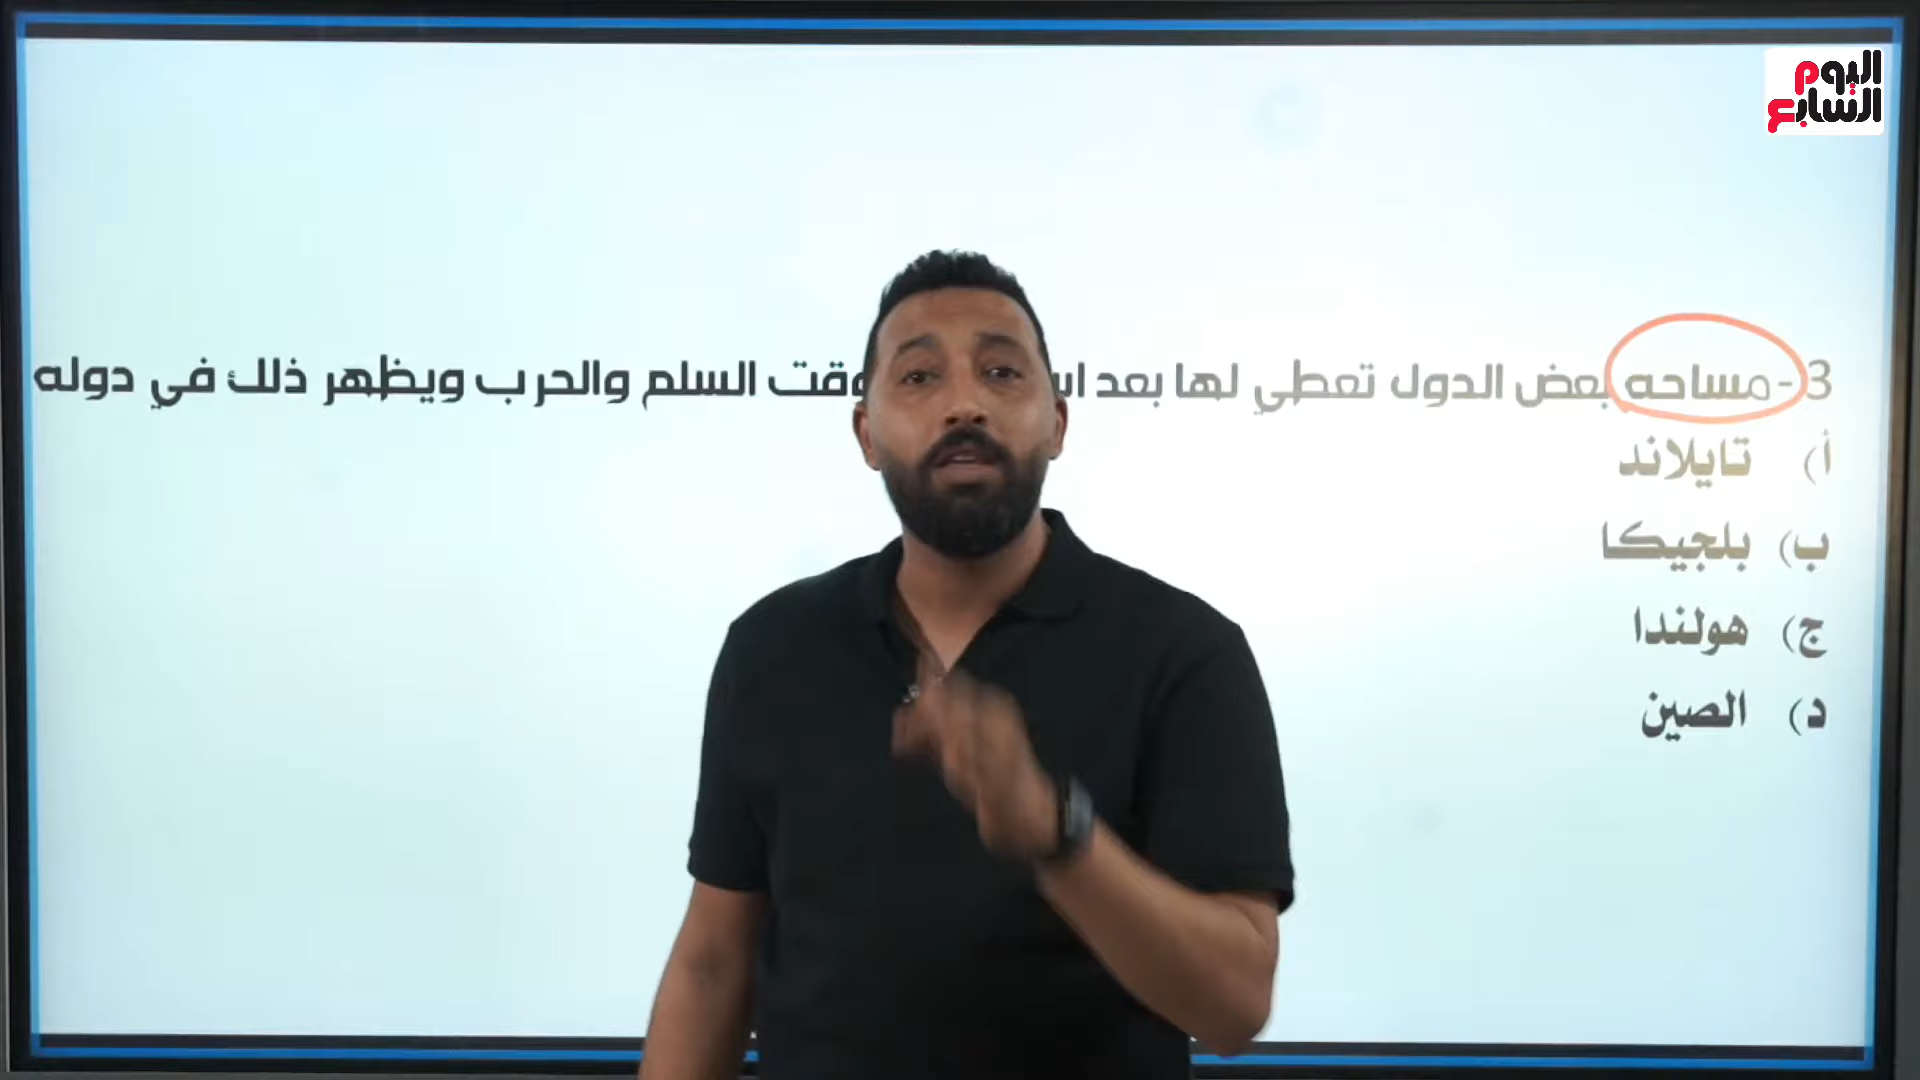 اليوم
السابع
3- مساحه بعض الدول تعطي لها بعد وقت السلم والحرب ويظهر ذلك في دوله
أ) تايلاند
ب) بلجيكا
ج) هولندا
د) الصين